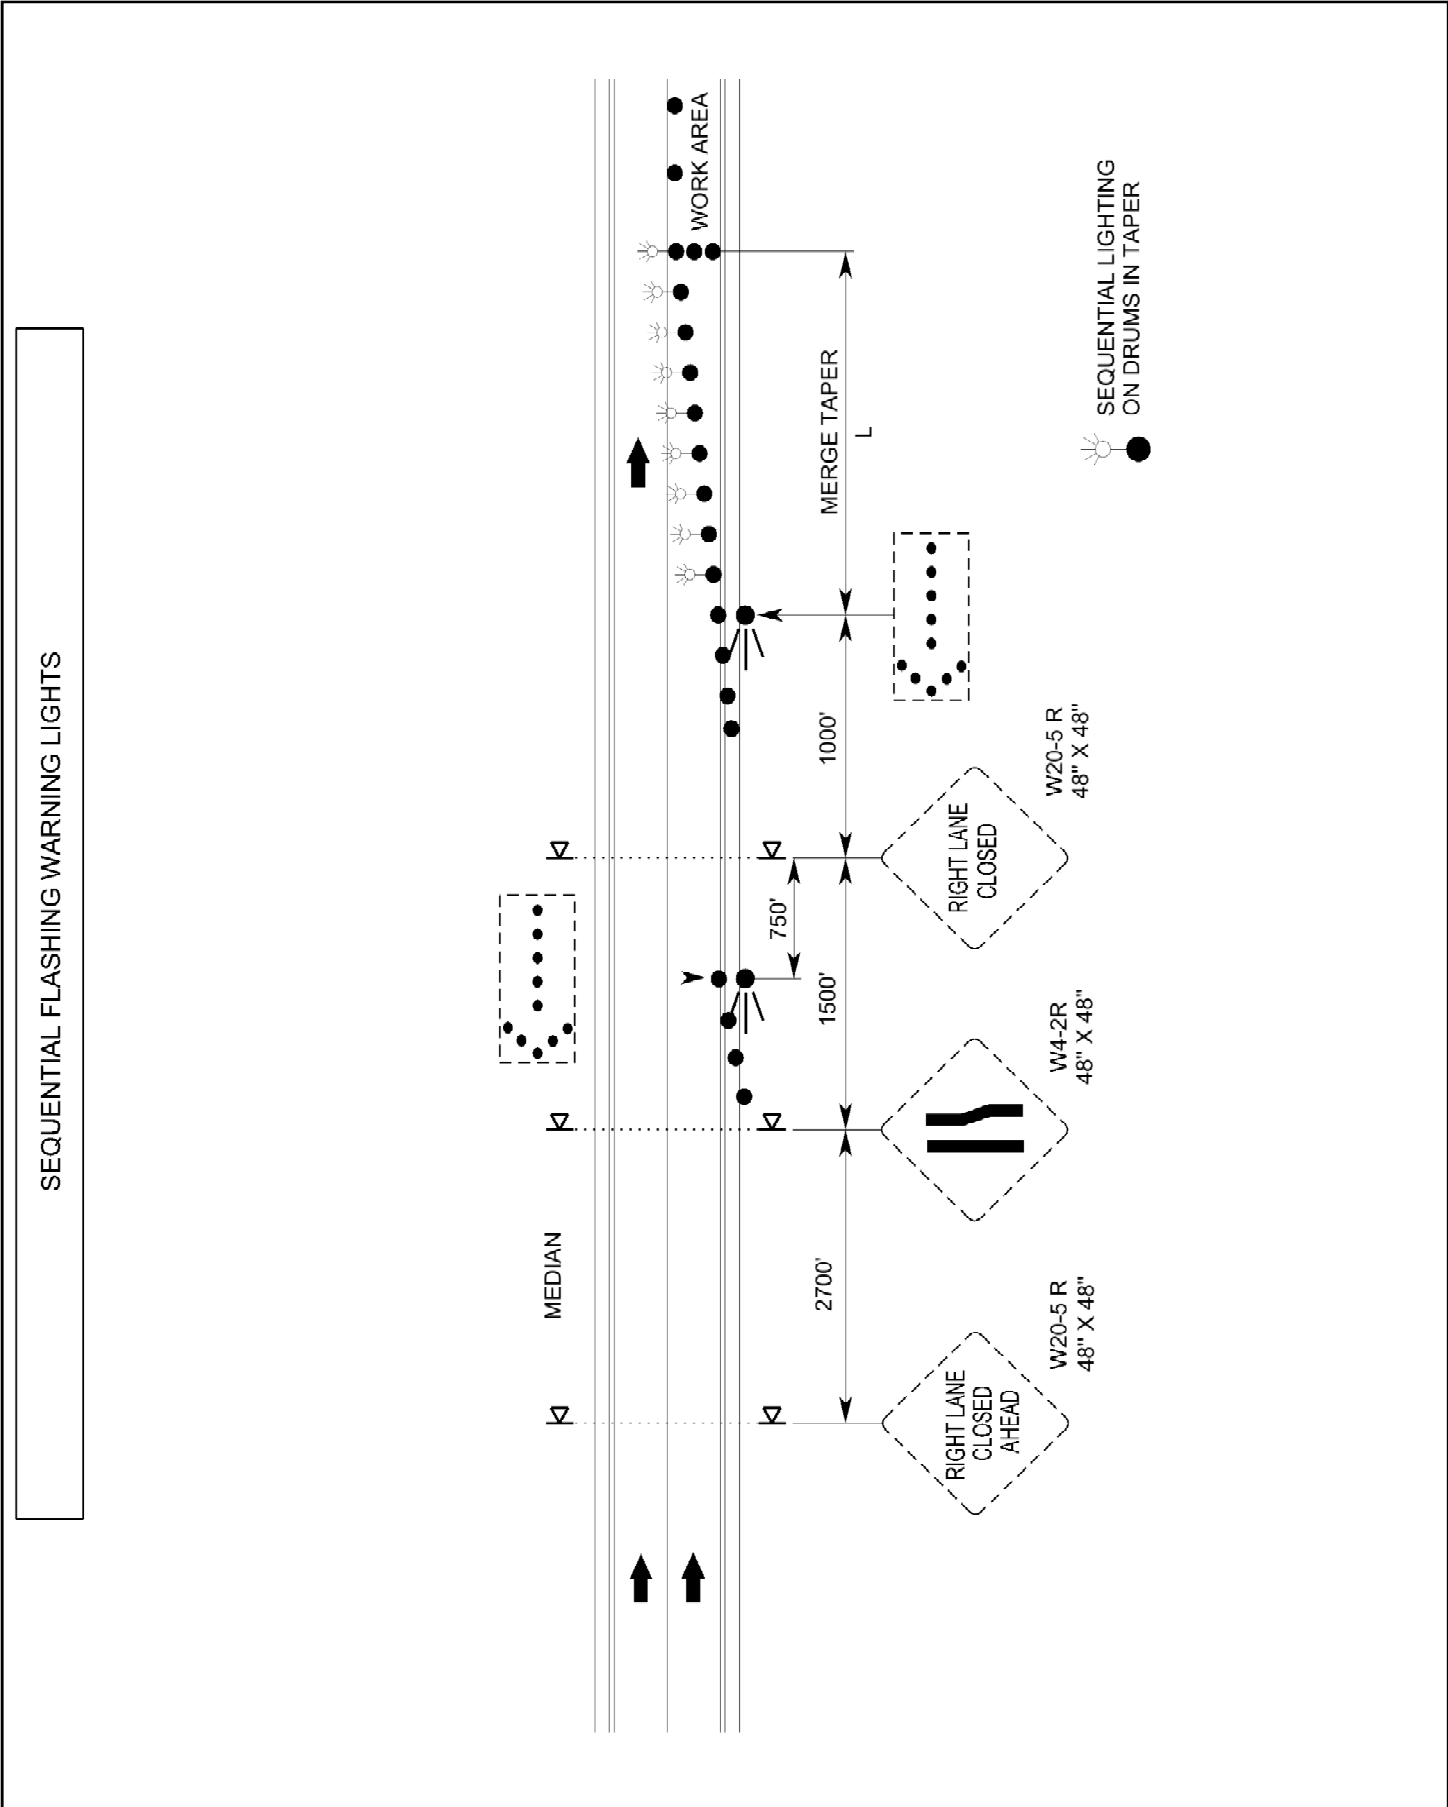 SEQUENTIAL FLASHING WARNING LIGHTS
MEDIAN
WORK AREA
2700'
1500'
750'
1000'
MERGE TAPER
L
RIGHT LANE
CLOSED
AHEAD
W20-5 R
48" X 48"
W4-2R
48" X 48"
RIGHT LANE
CLOSED
W20-5 R
48" X 48"
SEQUENTIAL LIGHTING
ON DRUMS IN TAPER